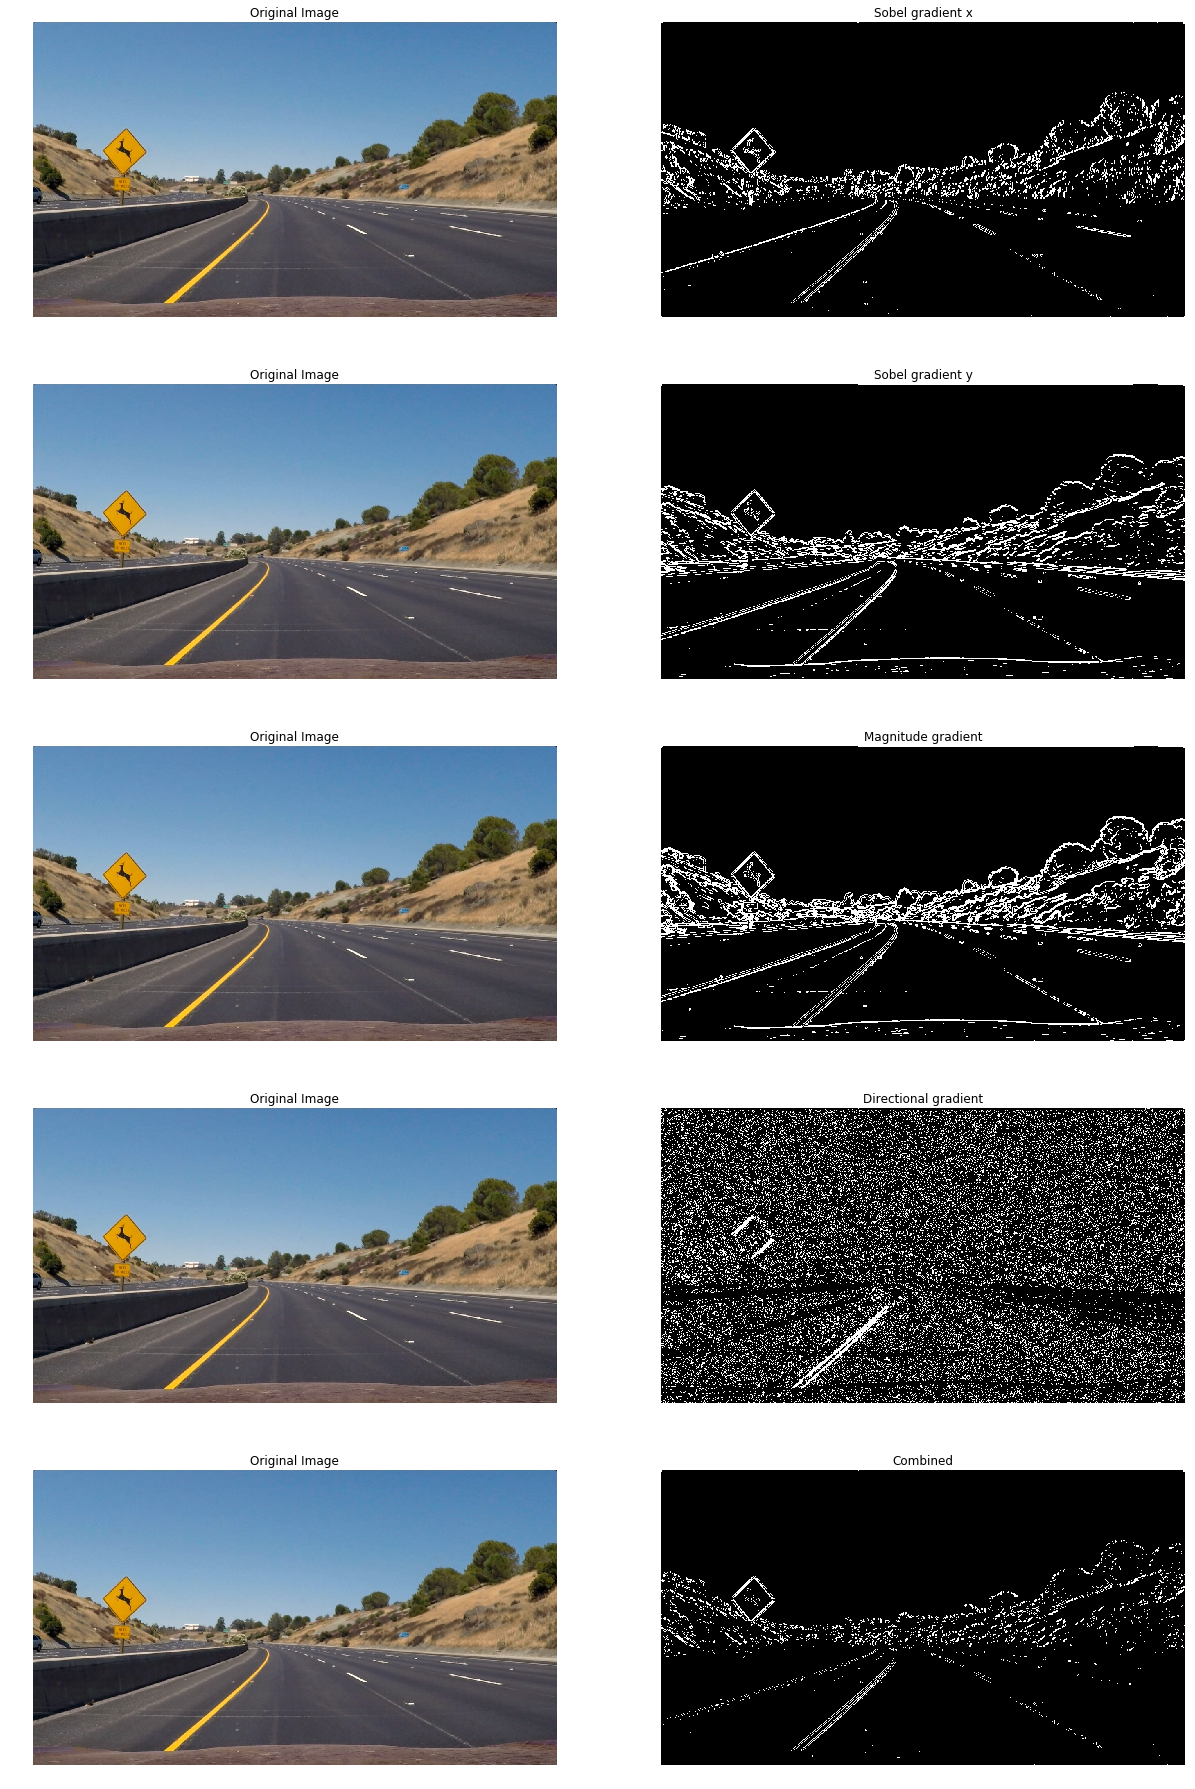 Original Image
Sobel gradient x
Original Image
Sobel gradient y
Original Image
Magnitude gradient
Original Image
Directional gradient
Original Image
Combined